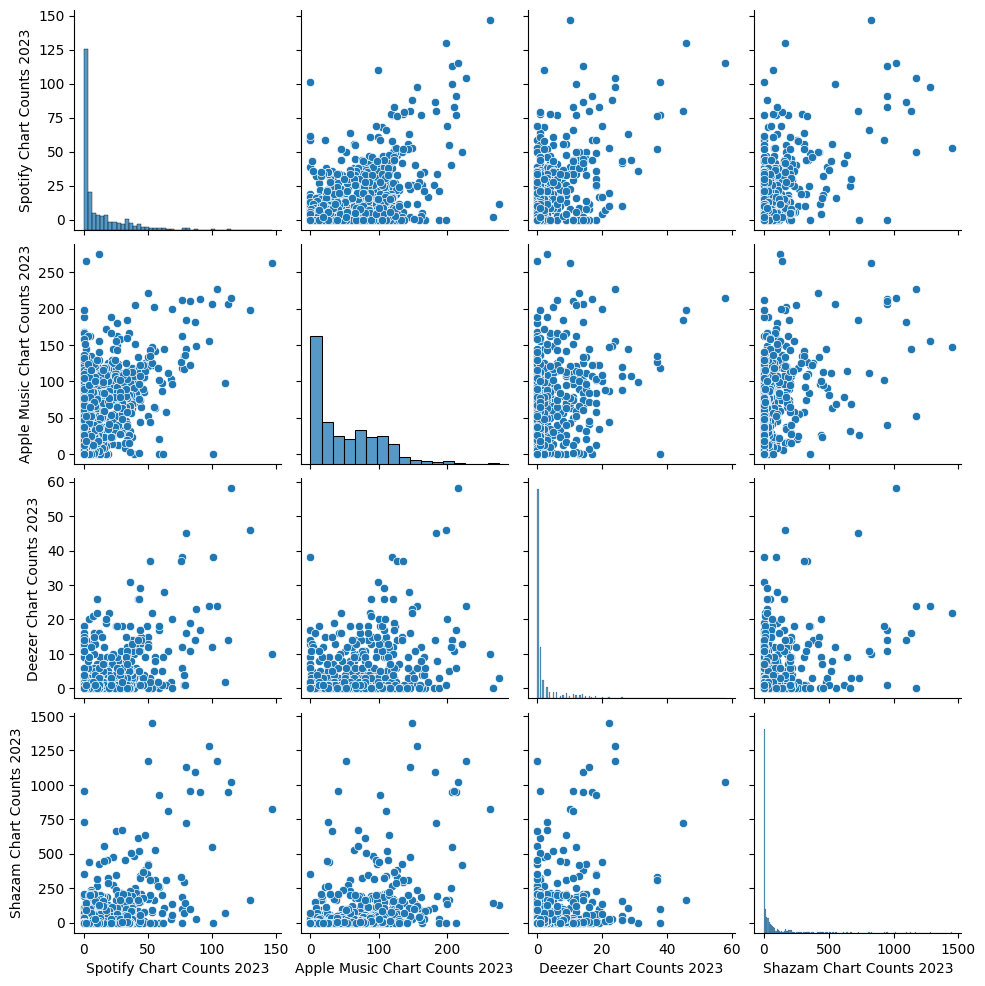 150
125
100
75
50
25
0
Spotify Chart Counts 2023
250
200
150
100
50
0
Apple Music Chart Counts 2023
60
50
40
30
20
10
0
Deezer Chart Counts 2023
1500
1250
1000
750
500
250
0
Shazam Chart Counts 2023
0 50 100 150
0 100 200
0 20 40 60
0 500 1000 1500
Spotify Chart Counts 2023
Apple Music Chart Counts 2023
Deezer Chart Counts 2023
Shazam Chart Counts 2023